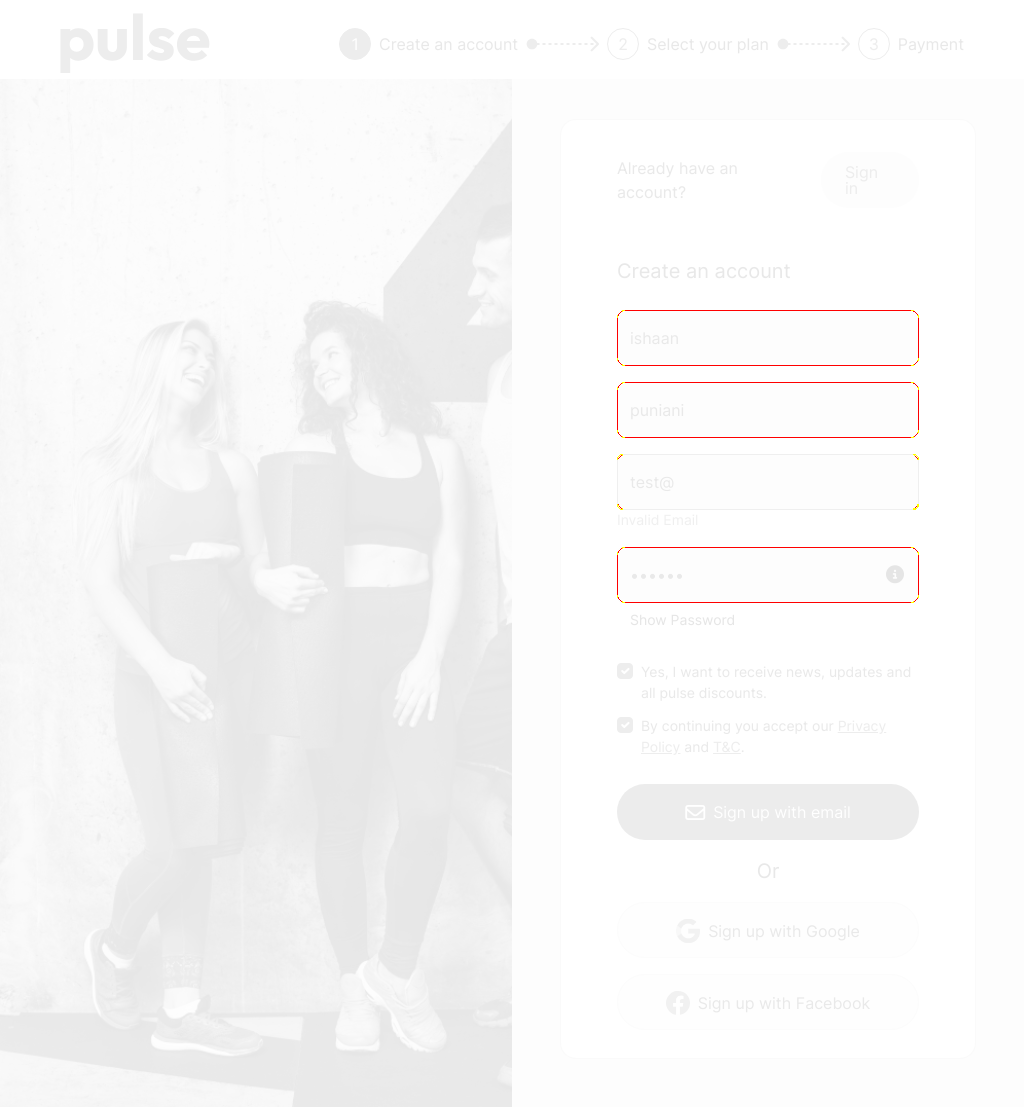 pulse
1 Create an account 2 Select your plan 3 Payment
Already have an
account?
Sign
in
Create an account
ishaan
puniani
test@
Invalid Email
••••••
Show Password
Yes, I want to receive news, updates and
all pulse discounts.
By continuing you accept our Privacy
Policy and T&C.
Sign up with email
Or
Sign up with Google
Sign up with Facebook